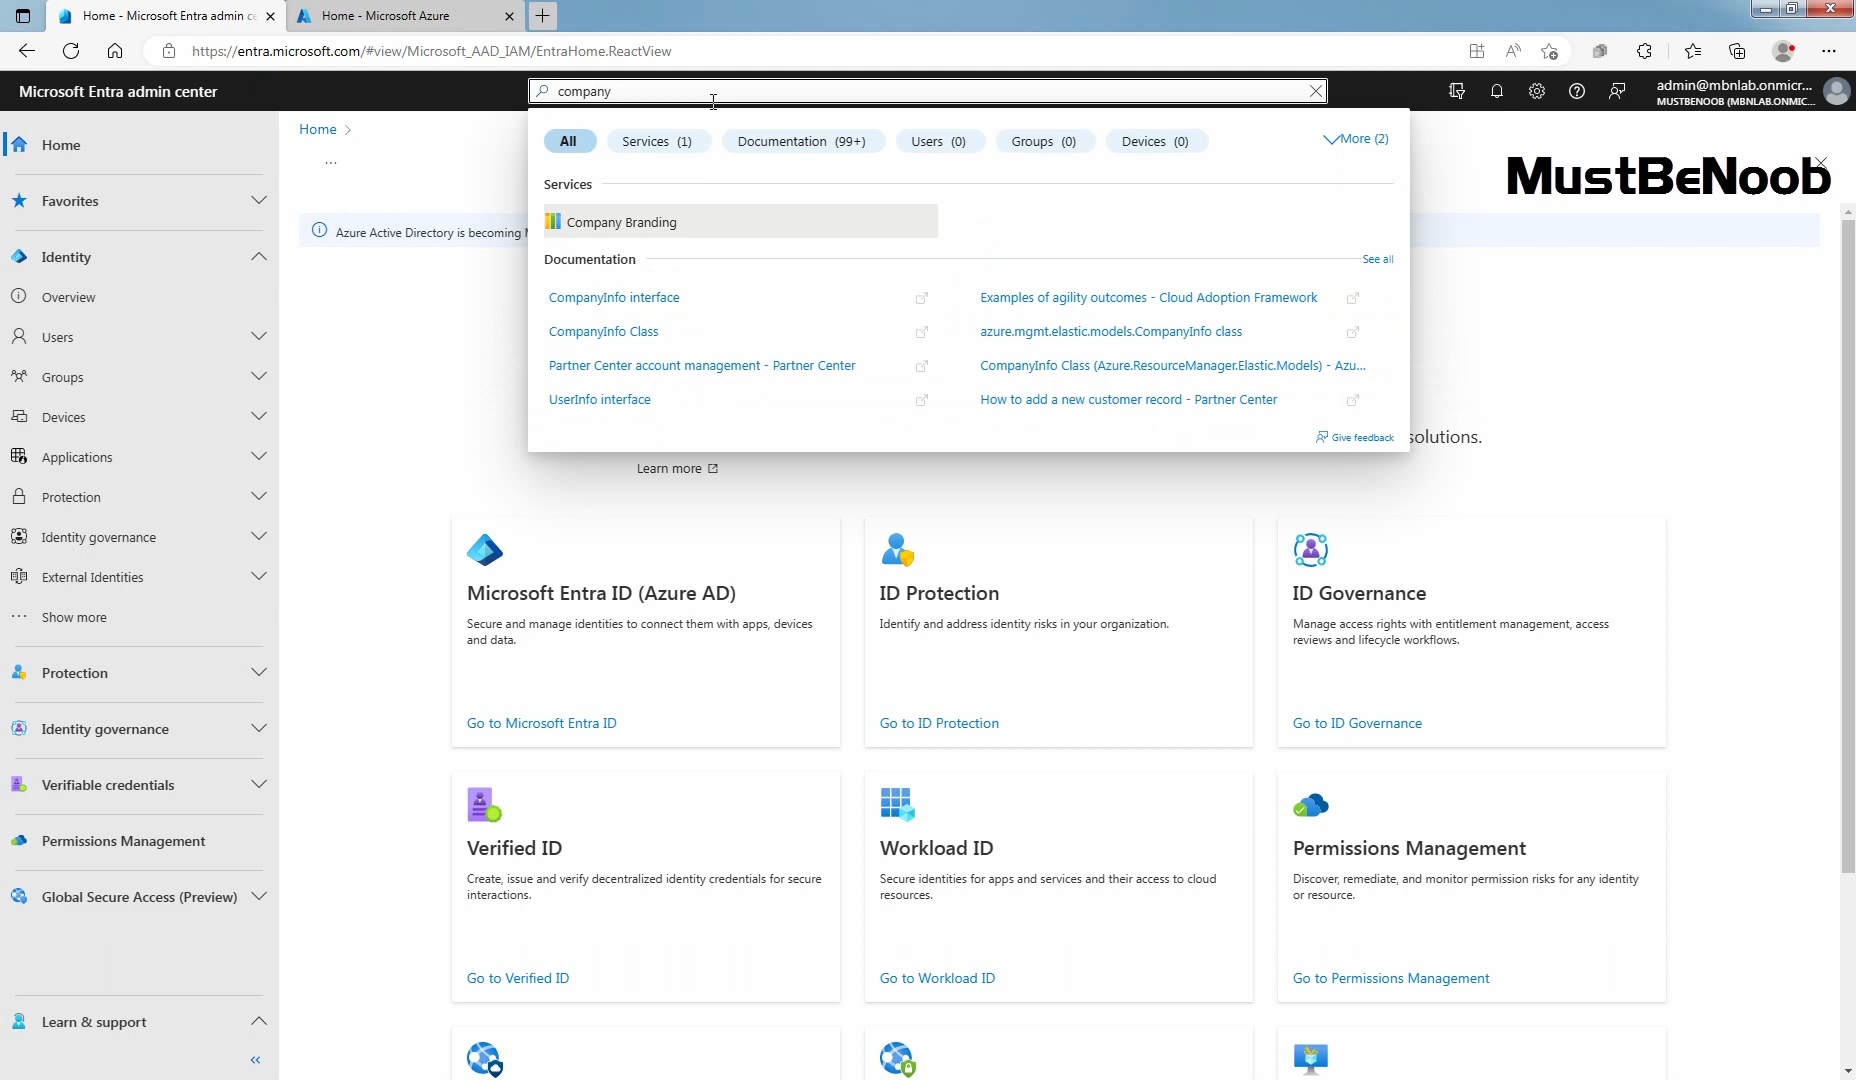 Home - Microsoft Entra admin ce
Home - Microsoft Azure
https://entra.microsoft.com/#view/Microsoft_AAD_IAM/EntraHome.ReactView
Microsoft Entra admin center
company
admin@mbnlab.onmicr...
MUSTBENOOB (MBNLAB.ONMIC...
Home
Favorites
Identity
Overview
Users
Groups
Devices
Applications
Protection
Identity governance
External Identities
Show more
Protection
Identity governance
Verifiable credentials
Permissions Management
Global Secure Access (Preview)
Learn & support
Home
...
MustBeNoob
Azure Active Directory is becoming
All
Services (1)
Documentation (99+)
Users (0)
Groups (0)
Devices (0)
More (2)
Services
Company Branding
Documentation
See all
CompanyInfo interface
Examples of agility outcomes - Cloud Adoption Framework
CompanyInfo Class
azure.mgmt.elastic.models.CompanyInfo class
Partner Center account management - Partner Center
CompanyInfo Class (Azure.ResourceManager.Elastic.Models) - Azu...
UserInfo interface
How to add a new customer record - Partner Center
Give feedback
solutions.
Learn more
Microsoft Entra ID (Azure AD)
Secure and manage identities to connect them with apps, devices
and data.
Go to Microsoft Entra ID
ID Protection
Identify and address identity risks in your organization.
Go to ID Protection
ID Governance
Manage access rights with entitlement management, access
reviews and lifecycle workflows.
Go to ID Governance
Verified ID
Create, issue and verify decentralized identity credentials for secure
interactions.
Go to Verified ID
Workload ID
Secure identities for apps and services and their access to cloud
resources.
Go to Workload ID
Permissions Management
Discover, remediate, and monitor permission risks for any identity
or resource.
Go to Permissions Management